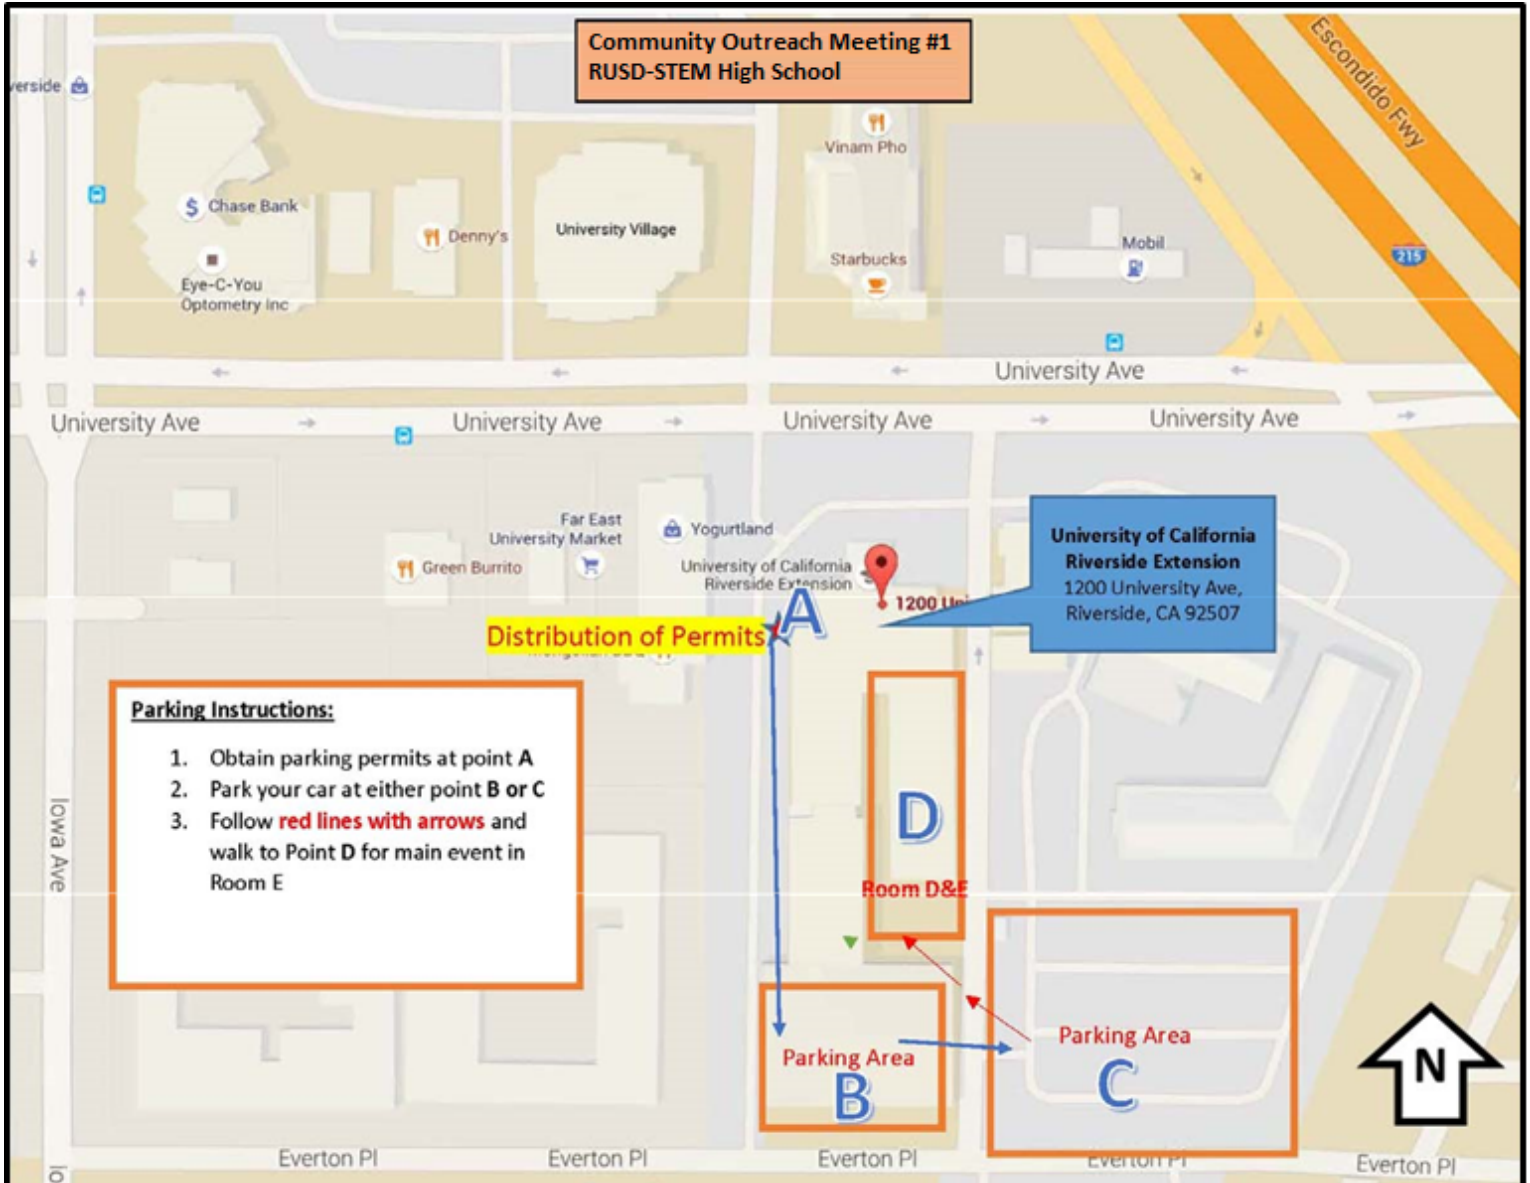 Community Outreach Meeting #1
RUSD-STEM High School
Escondido Fwy
verside
Vinam Pho
Chase Bank
Denny's
University Village
Mobil
215
Starbucks
Eye-C-You
Optometry Inc
University Ave
University Ave
University Ave
University Ave
University Ave
Far East
University Market
Yogurtland
Green Burrito
University of California
Riverside Extension
1200 Uni
University of California
Riverside Extension
1200 University Ave,
Riverside, CA 92507
A
Distribution of Permits
Parking Instructions:
1. Obtain parking permits at point A
2. Park your car at either point B or C
3. Follow red lines with arrows and
walk to Point D for main event in
Room E
Iowa Ave
D
Room D&E
Parking Area
B
Parking Area
C
N
Everton Pl
Everton Pl
Everton Pl
Everton Pl
Everton Pl
Io